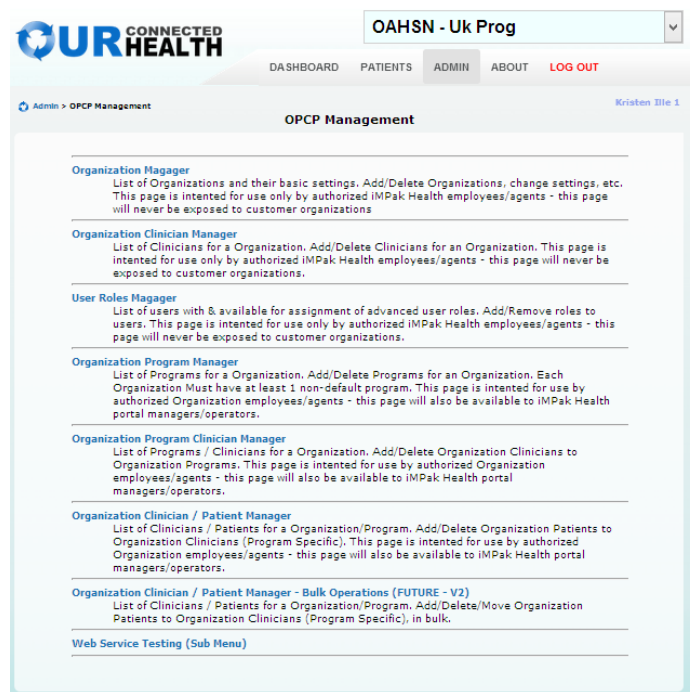 OUR CONNECTED HEALTH
OAHSN - Uk Prog
DASHBOARD PATIENTS ADMIN ABOUT LOG OUT
Admin > OPCP Management
Kristen Ille 1
OPCP Management
Organization Magager
List of Organizations and their basic settings. Add/Delete Organizations, change settings, etc.
This page is intented for use only by authorized iMPak Health employees/agents - this page
will never be exposed to customer organizations
Organization Clinician Manager
List of Clinicians for a Organization. Add/Delete Clinicians for an Organization. This page is
intented for use only by authorized iMPak Health employees/agents - this page will never be
exposed to customer organizations.
User Roles Magager
List of users with & available for assignment of advanced user roles. Add/Remove roles to
users. This page is intented for use only by authorized iMPak Health employees/agents - this
page will never be exposed to customer organizations.
Organization Program Manager
List of Programs for a Organization. Add/Delete Programs for an Organization. Each
Organization Must have at least 1 non-default program. This page is intented for use by
authorized Organization employees/agents - this page will also be available to iMPak Health
portal managers/operators.
Organization Program Clinician Manager
List of Programs / Clinicians for a Organization. Add/Delete Organization Clinicians to
Organization Programs. This page is intented for use by authorized Organization
employees/agents - this page will also be available to iMPak Health portal
managers/operators.
Organization Clinician / Patient Manager
List of Clinicians / Patients for a Organization/Program. Add/Delete Organization Patients to
Organization Clinicians (Program Specific). This page is intented for use by authorized
Organization employees/agents - this page will also be available to iMPak Health portal
managers/operators.
Organization Clinician / Patient Manager - Bulk Operations (FUTURE - V2)
List of Clinicians / Patients for a Organization/Program. Add/Delete/Move Organization
Patients to Organization Clinicians (Program Specific), in bulk.
Web Service Testing (Sub Menu)